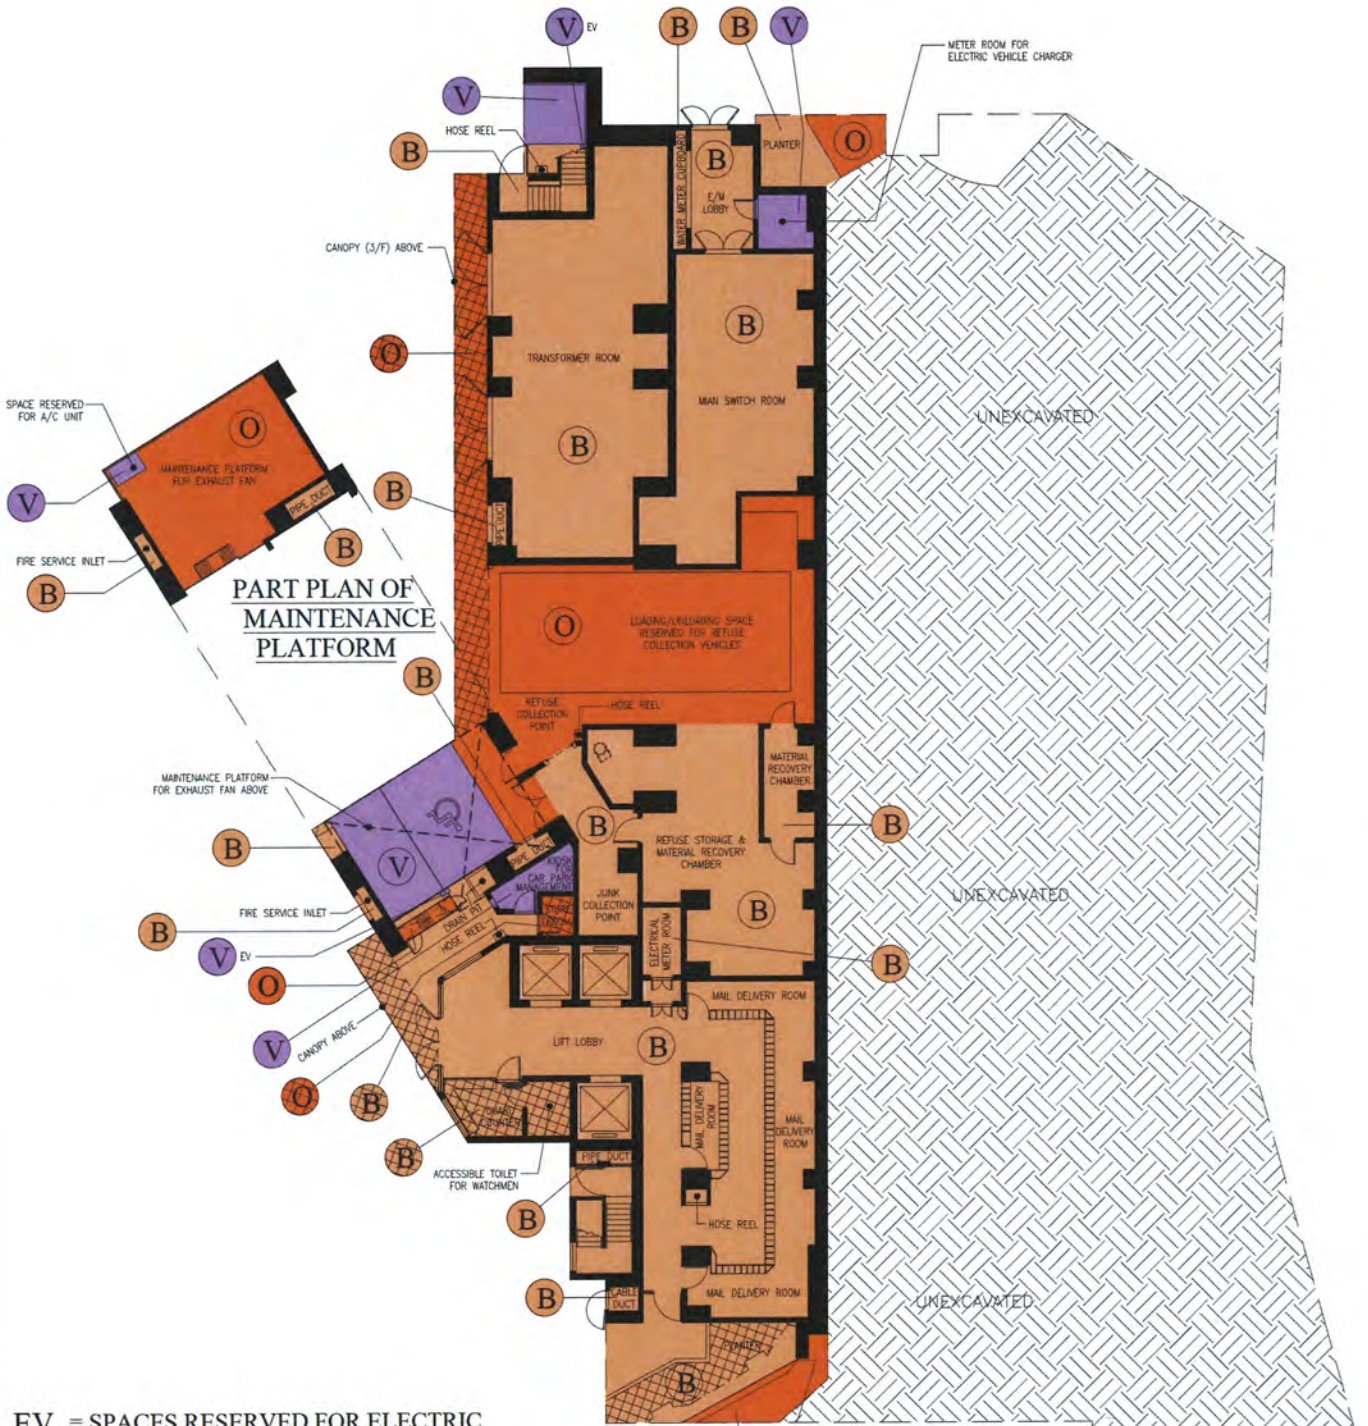 V
EV
B
B
V
METER ROOM FOR
ELECTRIC VEHICLE CHARGER
V
HOSE REEL
B
B
PLANTER
O
WATER METER CUPBOARD
E/M
LOBBY
CANOPY (3/F) ABOVE
O
B
TRANSFORMER ROOM
MIAN SWITCH ROOM
UNEXCAVATED
SPACE RESERVED
FOR A/C UNIT
O
MAINTENANCE PLATFORM
FOR EXHAUST FAN
B
V
B
PIPE DUCT
PIPE DUCT
FIRE SERVICE INLET
B
B
PART PLAN OF
MAINTENANCE
PLATFORM
O
LOADING/UNLOADING SPACE
RESERVED FOR REFUSE
COLLECTION VEHICLES
B
REFUSE
COLLECTION
POINT
HOSE REEL
MATERIAL
RECOVERY
CHAMBER
MAINTENANCE PLATFORM
FOR EXHAUST FAN ABOVE
B
B
B
REFUSE STORAGE &
MATERIAL RECOVERY
CHAMBER
V
PIPE DUCT
KIOSK
FOR
CAR PARK
MANAGEMENT
JUNK
COLLECTION
POINT
UNEXCAVATED
FIRE SERVICE INLET
B
DRAIN PIT
HOSE REEL
B
V
EV
ELECTRICAL
METER ROOM
B
O
MAIL DELIVERY ROOM
V
CANOPY ABOVE
LIFT LOBBY
B
O
B
MAIL DELIVERY
ROOM
MAIL
DELIVERY
ROOM
GUARD
COUNTER
B
ACCESSIBLE TOILET
FOR WATCHMEN
PIPE DUCT
B
HOSE REEL
B
CABLE
DUCT
MAIL DELIVERY ROOM
UNEXCAVATED
PLANTER
B
EV = SPACES RESERVED FOR ELECTRIC